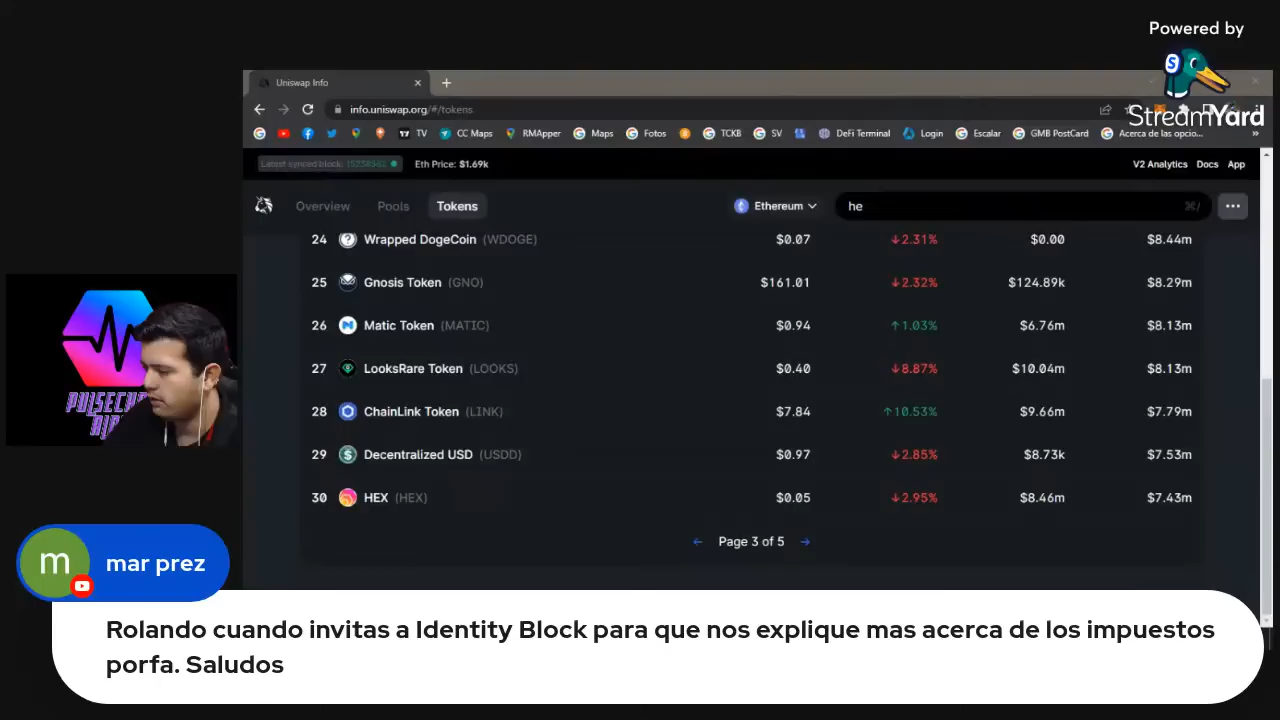 Powered by
StreamYard
Uniswap Info
info.uniswap.org/#/tokens
TV
CC Maps
RMApper
Maps
Fotos
TCKB
SV
DeFi Terminal
Login
Escalar
GMB PostCard
Acerca de las opcio...
Latest synced block:
Eth Price: $1.69k
V2 Analytics Docs App
Overview Pools Tokens Ethereum he
24 Wrapped DogeCoin (WDOGE) $0.07 ↓2.31% $0.00 $8.44m
25 Gnosis Token (GNO) $161.01 ↓2.32% $124.89k $8.29m
26 Matic Token (MATIC) $0.94 ↑1.03% $6.76m $8.13m
27 LooksRare Token (LOOKS) $0.40 ↓8.87% $10.04m $8.13m
28 ChainLink Token (LINK) $7.84 ↑10.53% $9.66m $7.79m
29 Decentralized USD (USDD) $0.97 ↓2.85% $8.73k $7.53m
30 HEX (HEX) $0.05 ↓2.95% $8.46m $7.43m
← Page 3 of 5 →
m mar prez
Rolando cuando invitas a Identity Block para que nos explique mas acerca de los impuestos
porfa. Saludos